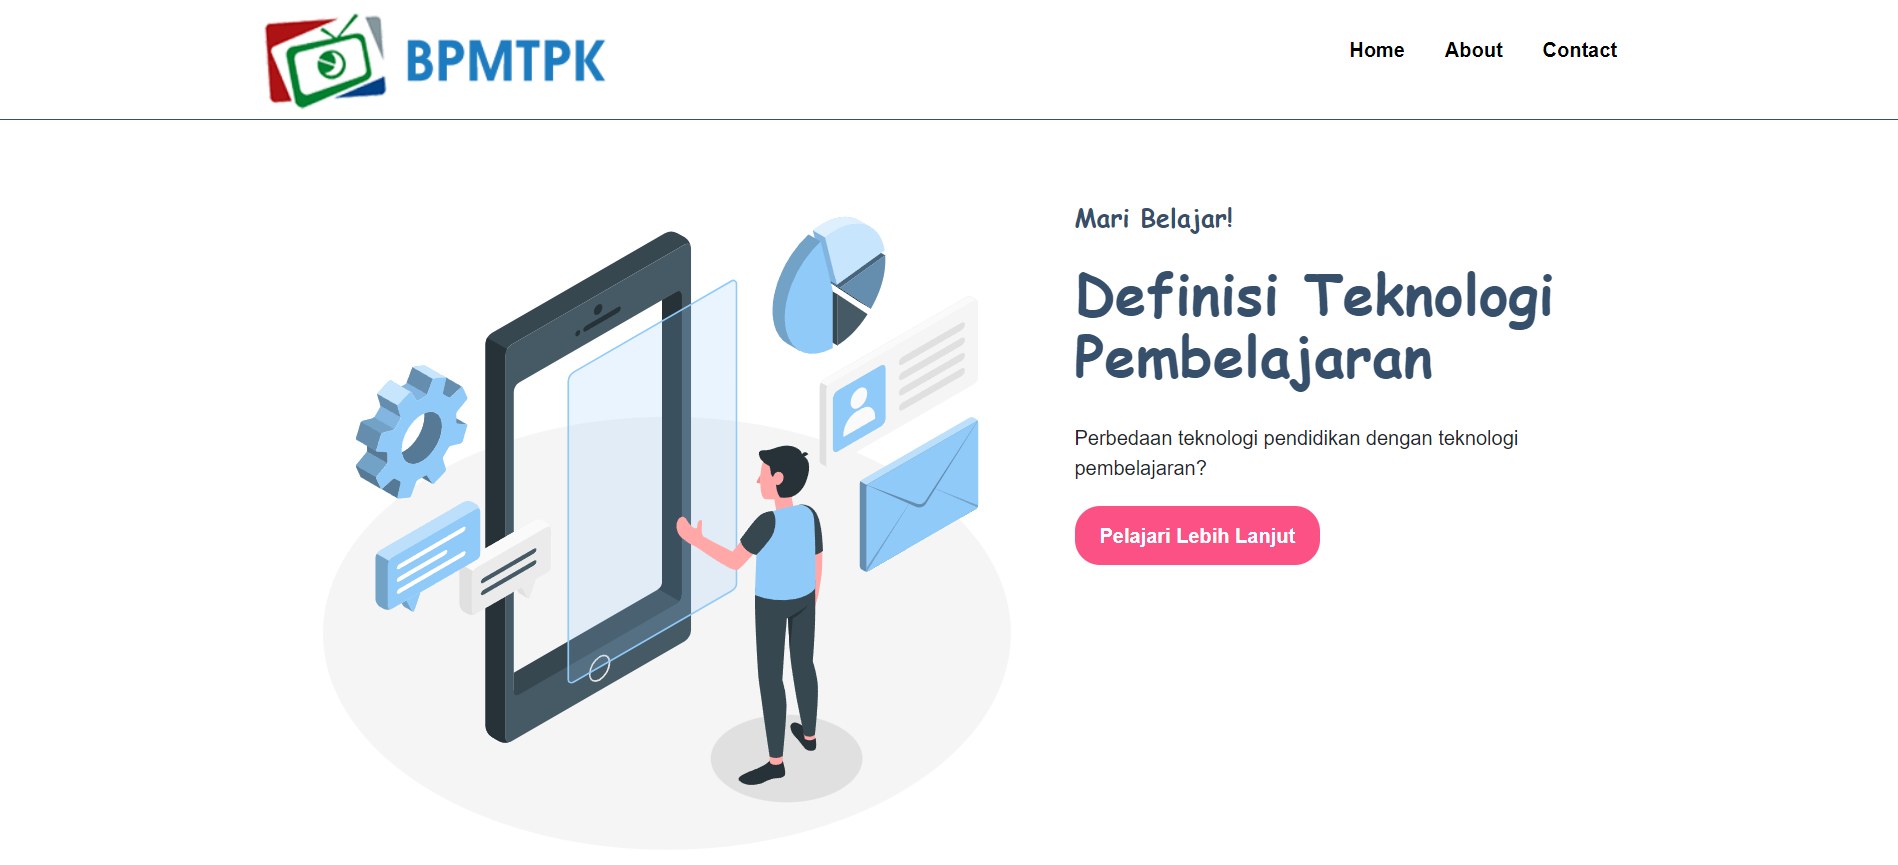 BPMTPK
Home About Contact
Mari Belajar!
Definisi Teknologi
Pembelajaran
Perbedaan teknologi pendidikan dengan teknologi
pembelajaran?
Pelajari Lebih Lanjut